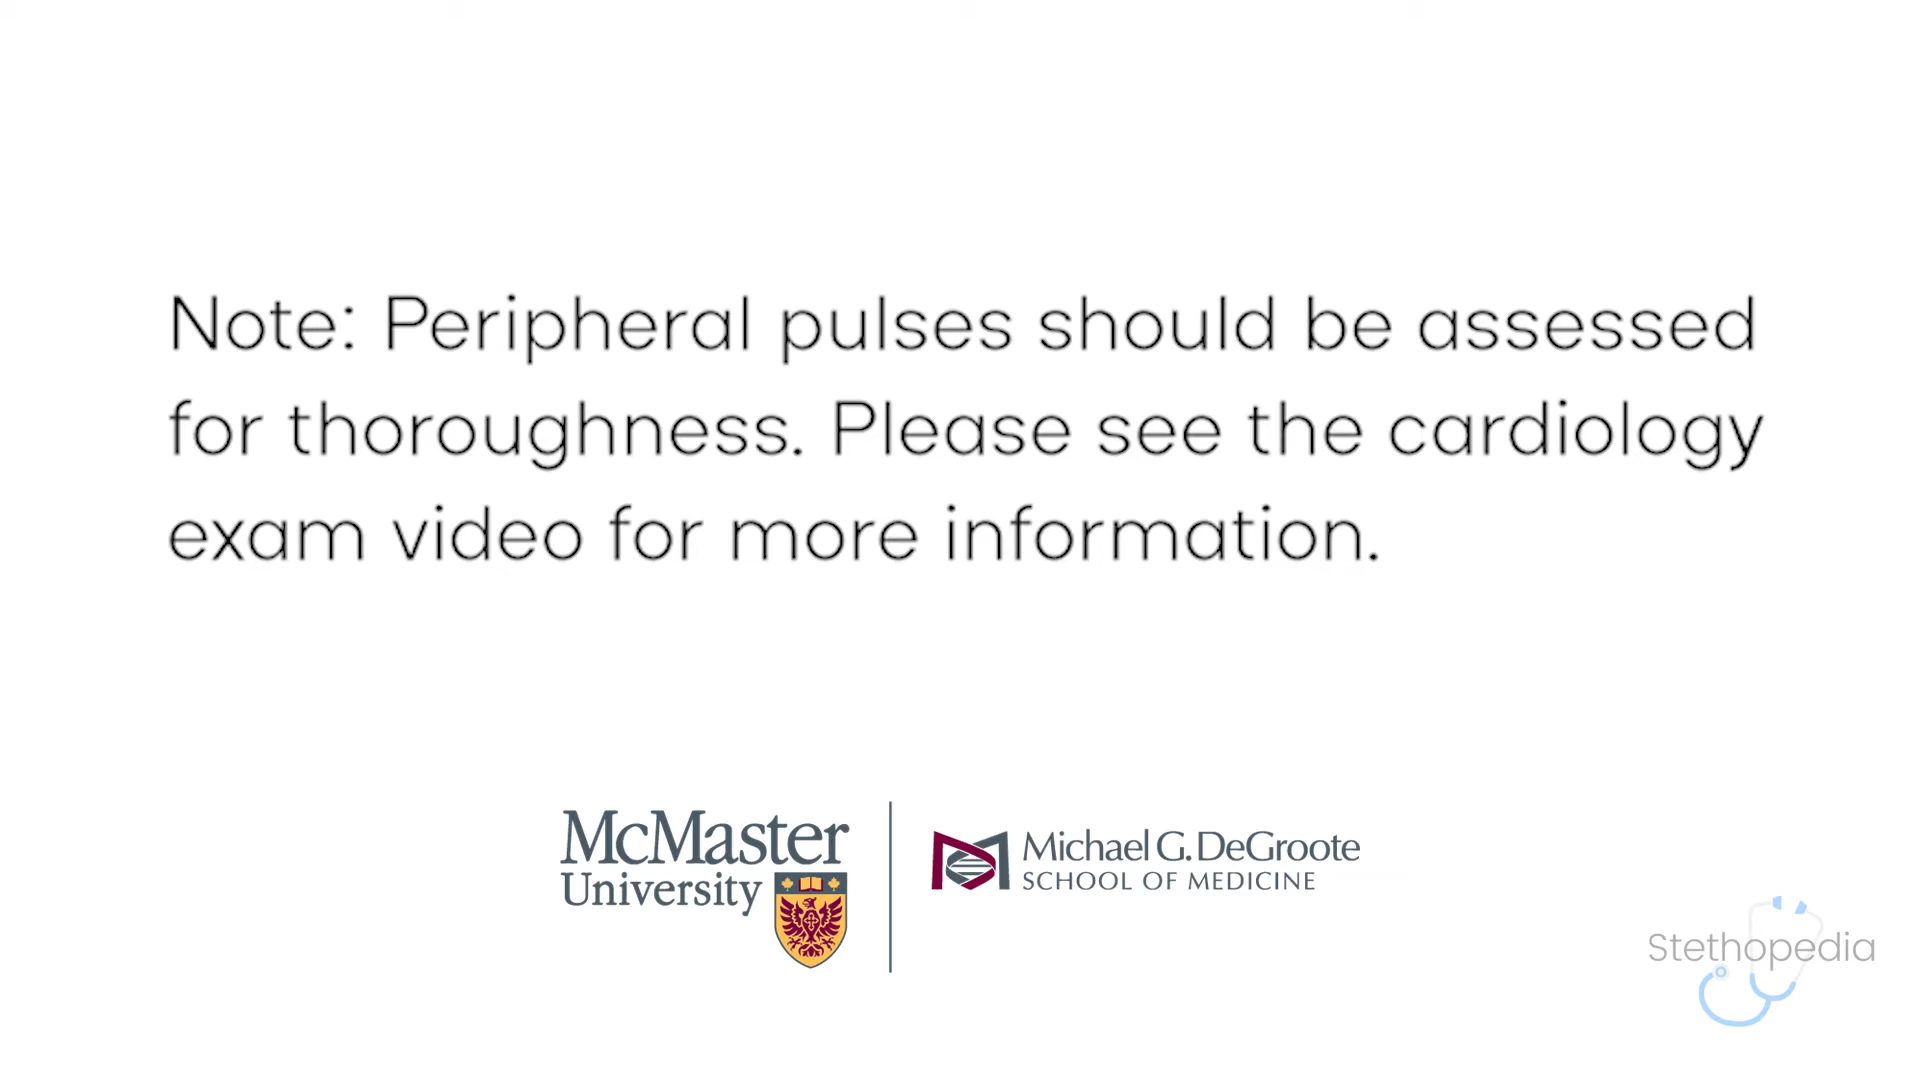 Note: Peripheral pulses should be assessed
for thoroughness. Please see the cardiology
exam video for more information.
McMaster
University
Michael G. DeGroote
SCHOOL OF MEDICINE
Stethopedia